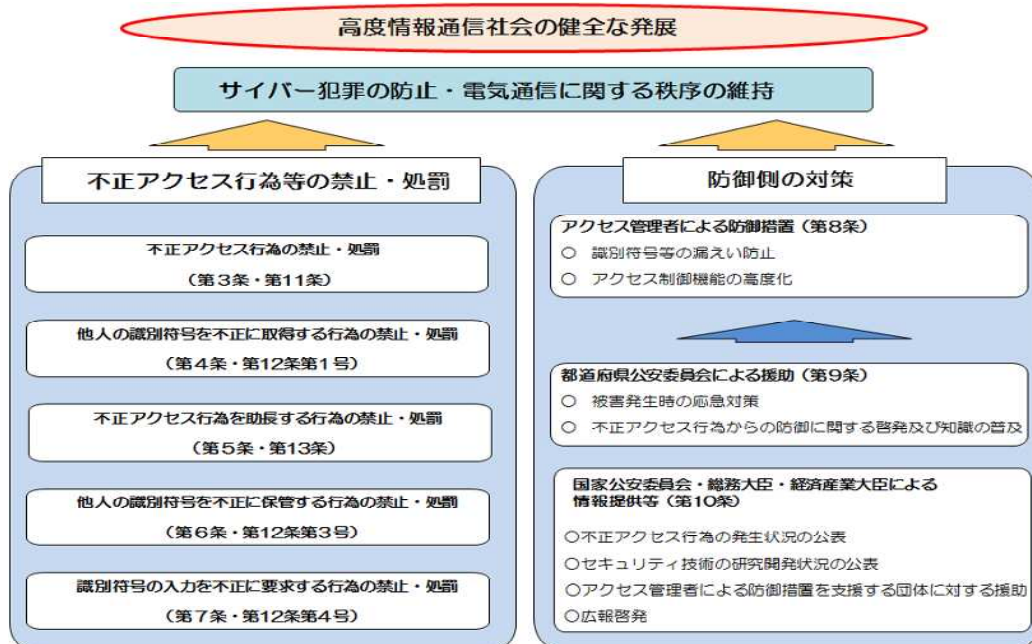 高度情報通信社会の健全な発展
サイバー犯罪の防止・電気通信に関する秩序の維持
不正アクセス行為等の禁止・処罰
不正アクセス行為の禁止・処罰
（第3条・第11条）
他人の識別符号を不正に取得する行為の禁止・処罰
（第4条・第12条第1号）
不正アクセス行為を助長する行為の禁止・処罰
（第5条・第13条）
他人の識別符号を不正に保管する行為の禁止・処罰
（第6条・第12条第3号）
識別符号の入力を不正に要求する行為の禁止・処罰
（第7条・第12条第4号）
防御側の対策
アクセス管理者による防御措置（第8条）
○ 識別符号等の漏えい防止
○ アクセス制御機能の高度化
都道府県公安委員会による援助（第9条）
○ 被害発生時の応急対策
○ 不正アクセス行為からの防御に関する啓発及び知識の普及
国家公安委員会・総務大臣・経済産業大臣による
情報提供等（第10条）
○不正アクセス行為の発生状況の公表
○セキュリティ技術の研究開発状況の公表
○アクセス管理者による防御措置を支援する団体に対する援助
○広報啓発